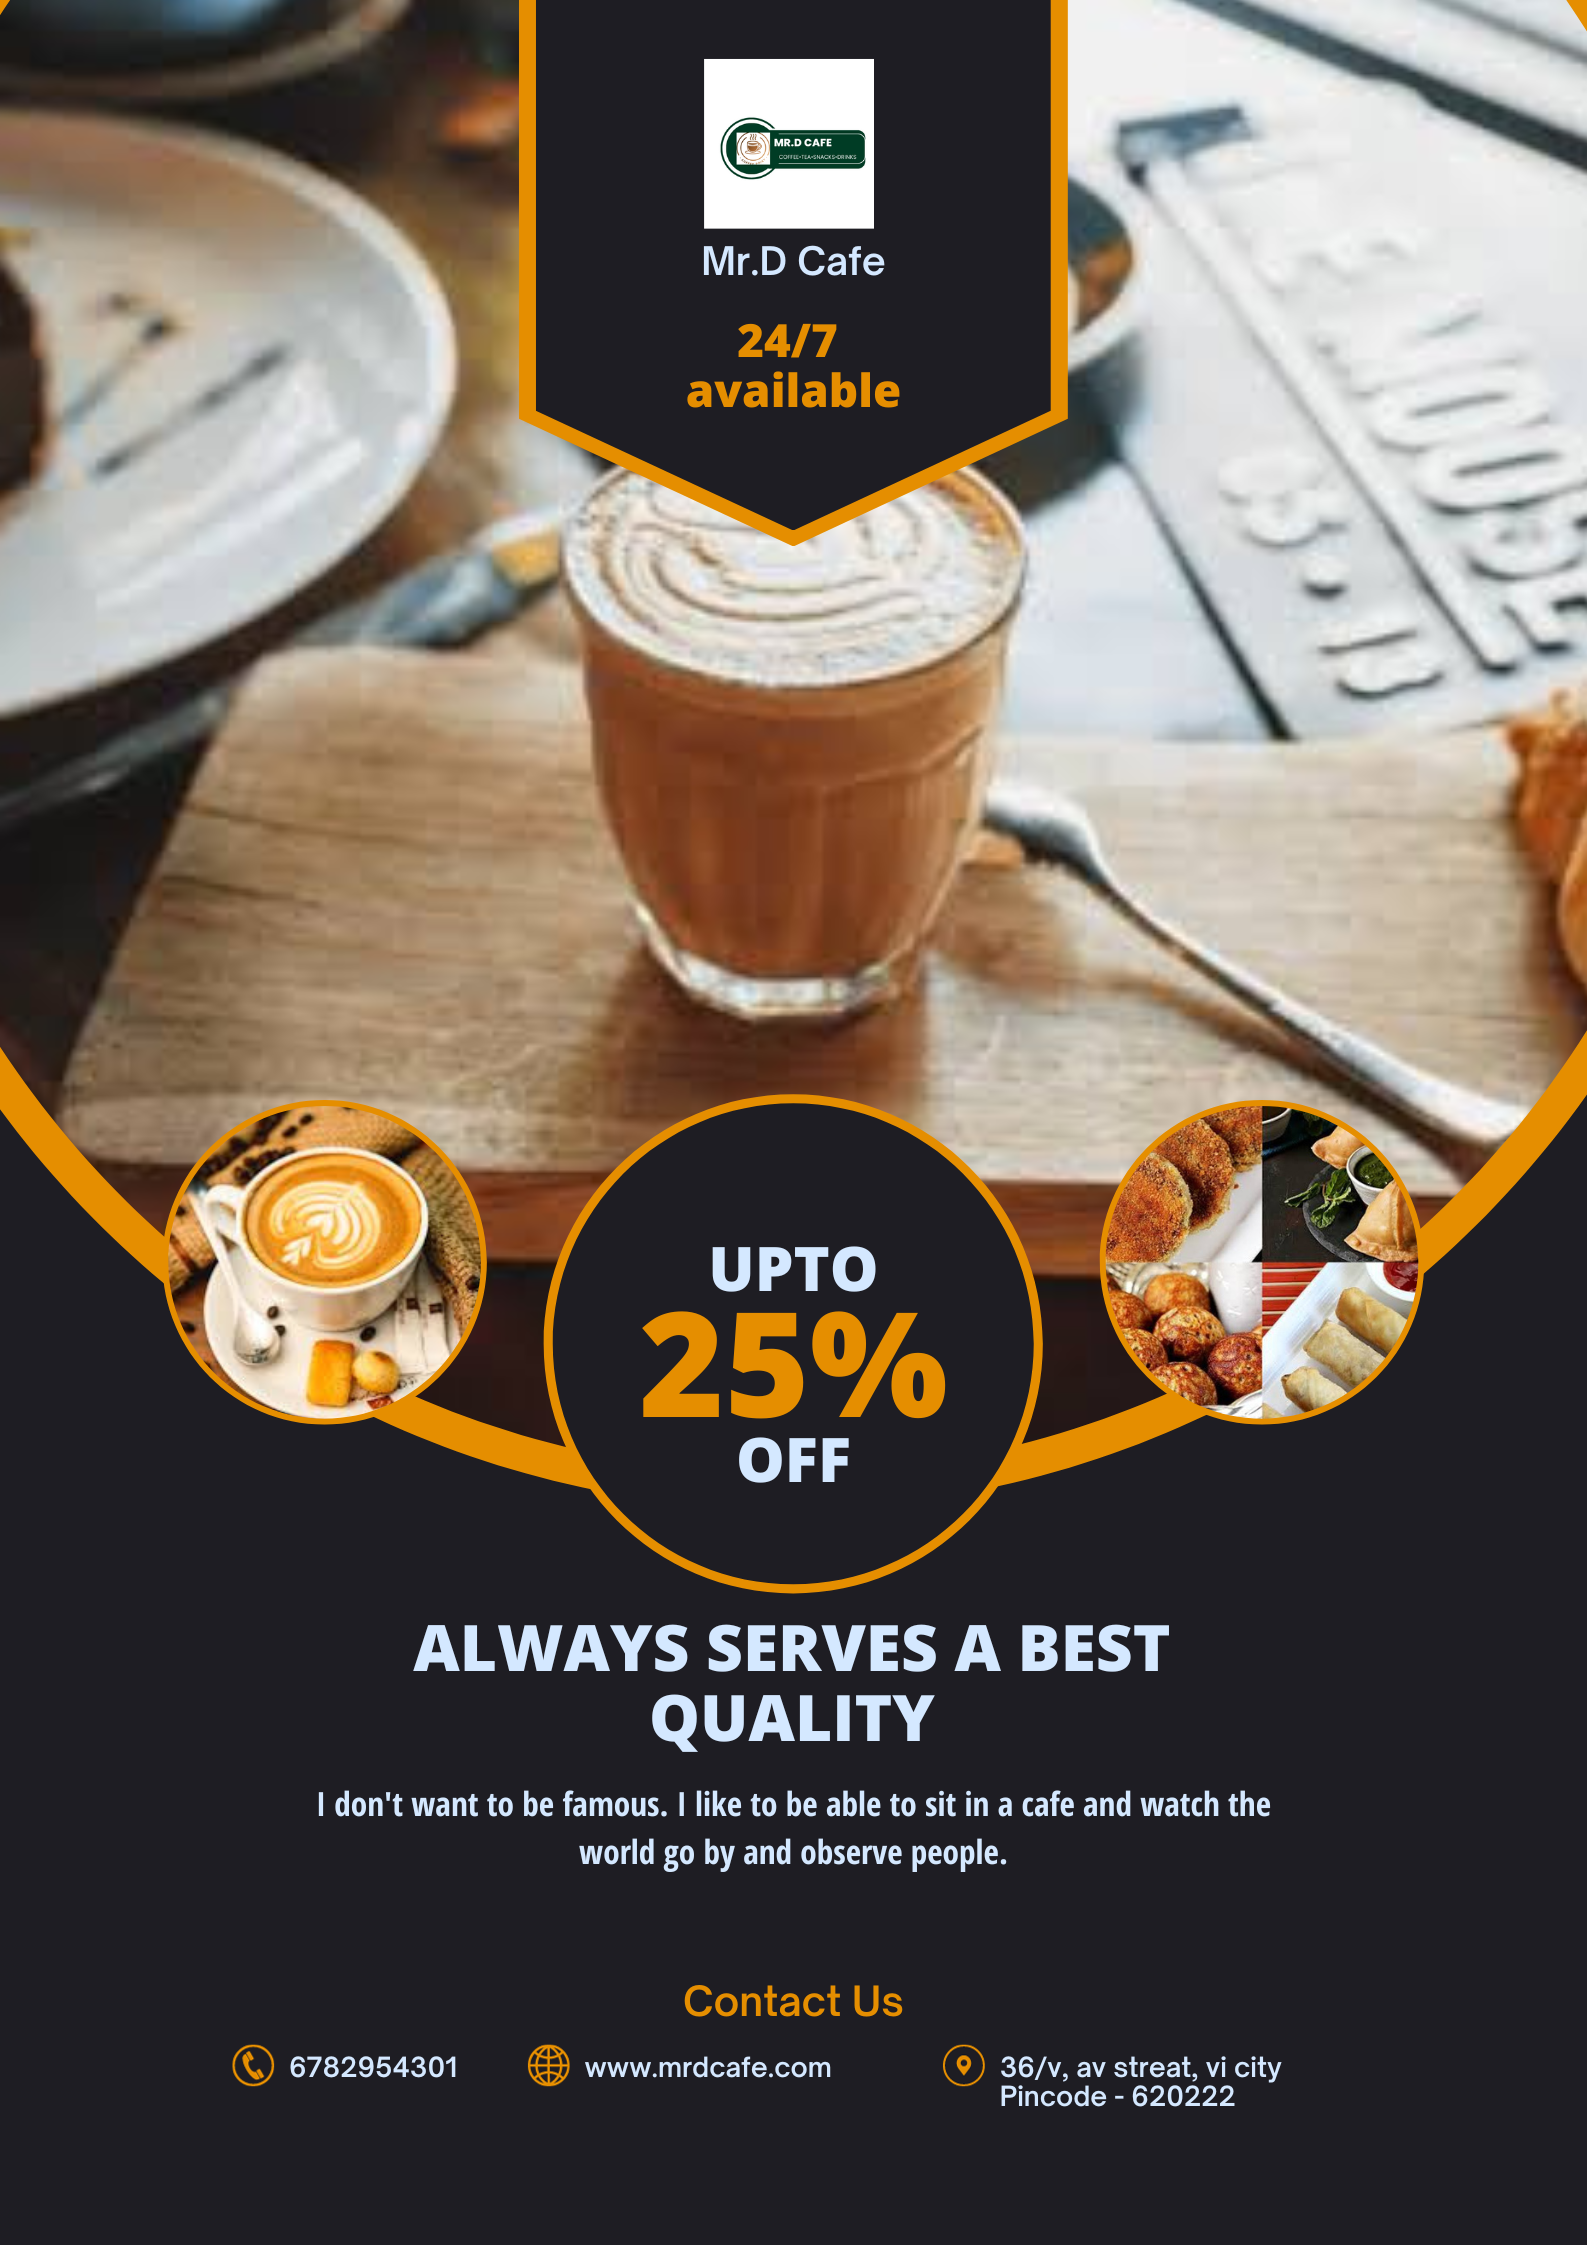 MR.D CAFE
COFFEE•TEA•SNACKS•DRINKS
Mr.D Cafe
24/7
available
UPTO
25%
OFF
ALWAYS SERVES A BEST
QUALITY
I don't want to be famous. I like to be able to sit in a cafe and watch the
world go by and observe people.
Contact Us
6782954301
www.mrdcafe.com
36/v, av streat, vi city
Pincode - 620222